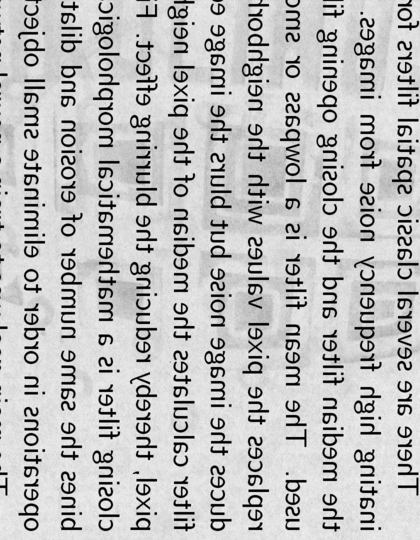 There are several classic spatial filters for
inating high frequency noise from images.
the median filter and the closing opening fil
used. The mean filter is a lowpass or smo
replaces the pixel values with the neighborho
duces the image noise but blurs the image e
filter calculates the median of the pixel neigh
pixel, thereby reducing the blurring effect. Fi
closing filter is a mathematical morphologic
bines the same number of erosion and dilat
operations in order to eliminate small object